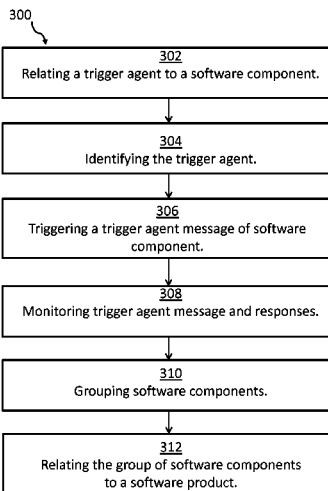 300
302
Relating a trigger agent to a software component.
304
Identifying the trigger agent.
306
Triggering a trigger agent message of software
component.
308
Monitoring trigger agent message and responses.
310
Grouping software components.
312
Relating the group of software components
to a software product.